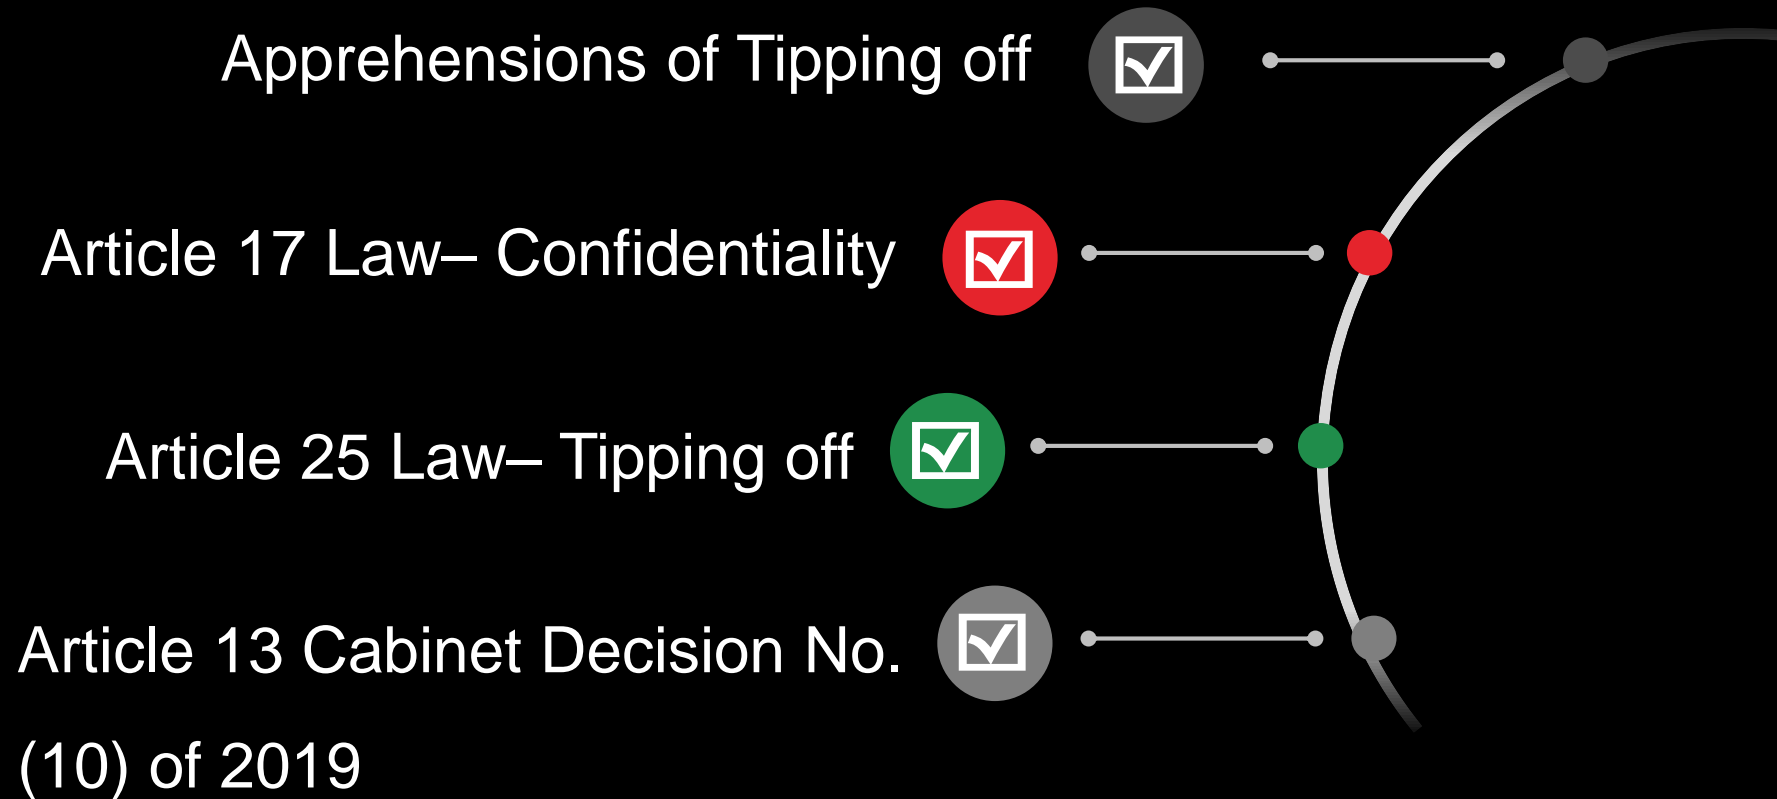 Apprehensions of Tipping off
Article 17 Law– Confidentiality
Article 25 Law– Tipping off
Article 13 Cabinet Decision No.
(10) of 2019